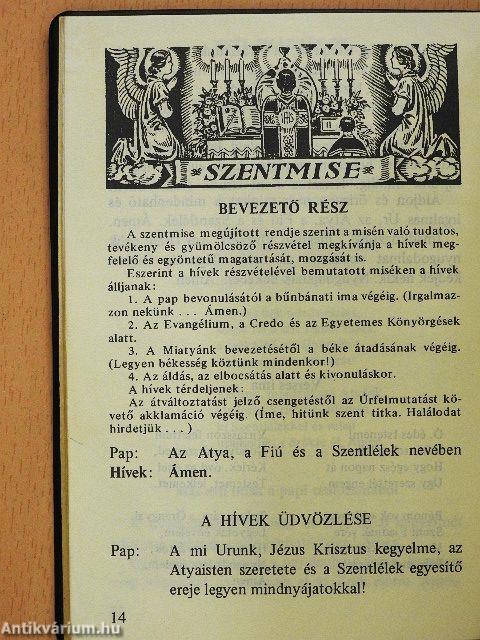 SZENTMISE
BEVEZETŐ RÉSZ
A szentmise megújított rendje szerint a misén való tudatos,
tevékeny és gyümölcsöző részvétel megkívánja a hívek meg-
felelő és egyöntetű magatartását, mozgását is.
Eszerint a hívek részvételével bemutatott miséken a hívek
álljanak:
1. A pap bevonulásától a bűnbánati ima végéig. (Irgalmaz-
zon nekünk . . . Ámen.)
2. Az Evangélium, a Credo és az Egyetemes Könyörgések
alatt.
3. A Miatyánk bevezetésétől a béke átadásának végéig.
(Legyen békesség köztünk mindenkor!)
4. Az áldás, az elbocsátás alatt és kivonuláskor.
A hívek térdeljenek:
Az átváltoztatást jelző csengetéstől az Úrfelmutatást kö-
vető akklamáció végéig. (Íme, hitünk szent titka. Halálodat
hirdetjük . . . )
Pap: Az Atya, a Fiú és a Szentlélek nevében
Hívek: Ámen.
A HÍVEK ÜDVÖZLÉSE
Pap: A mi Urunk, Jézus Krisztus kegyelme, az
Atyaisten szeretete és a Szentlélek egyesítő
ereje legyen mindnyájatokkal!
14
Antikvárium.hu